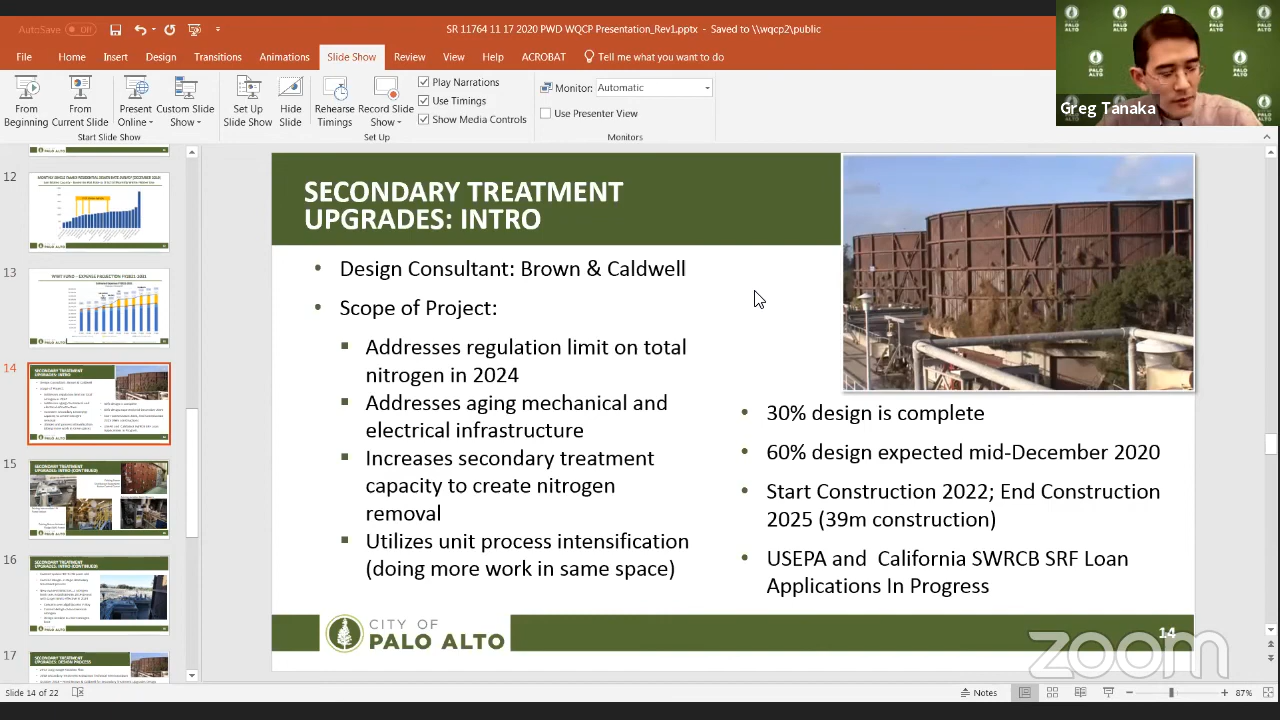 AutoSave Off
SR 11764 11 17 2020 PWD WQCP Presentation_Rev1.pptx - Saved to \\wqcp2\public
File Home Insert Design Transitions Animations Slide Show Review View Help ACROBAT Tell me what you want to do
From Beginning
From Current Slide
Present Online
Custom Slide Show
Start Slide Show
Set Up Slide Show
Hide Slide
Rehearse Timings
Record Slide Show
Play Narrations
Use Timings
Show Media Controls
Set Up
Monitor: Automatic
Use Presenter View
Monitors
PALO ALTO
Greg Tanaka
12
13
14
15
16
17
SECONDARY TREATMENT
UPGRADES: INTRO
• Design Consultant: Brown & Caldwell
• Scope of Project:
▪ Addresses regulation limit on total
nitrogen in 2024
▪ Addresses aging mechanical and
electrical infrastructure
▪ Increases secondary treatment
capacity to create nitrogen
removal
▪ Utilizes unit process intensification
(doing more work in same space)
• 30% design is complete
• 60% design expected mid-December 2020
• Start Construction 2022; End Construction
2025 (39m construction)
• USEPA and California SWRCB SRF Loan
Applications In Progress
CITY OF
PALO ALTO
14
zoom
Slide 14 of 22
Notes
87%